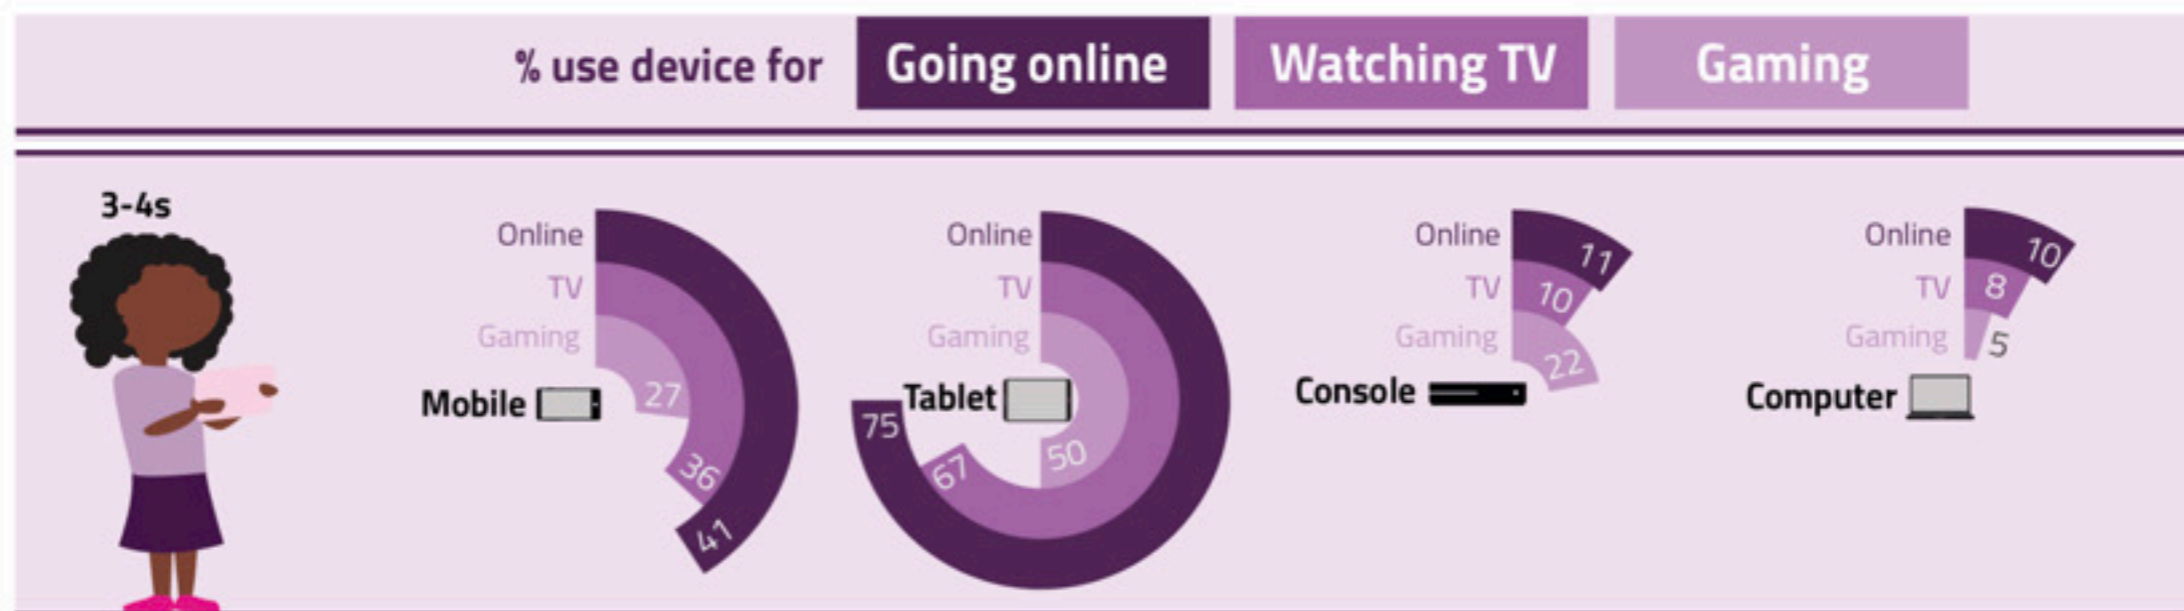 % use device for Going online Watching TV Gaming
3-4s
Online
TV
Gaming
Mobile
27
36
41
Online
TV
Gaming
Tablet
75
67
50
Online 11
TV 10
Gaming 22
Console
Online 10
TV 8
Gaming 5
Computer